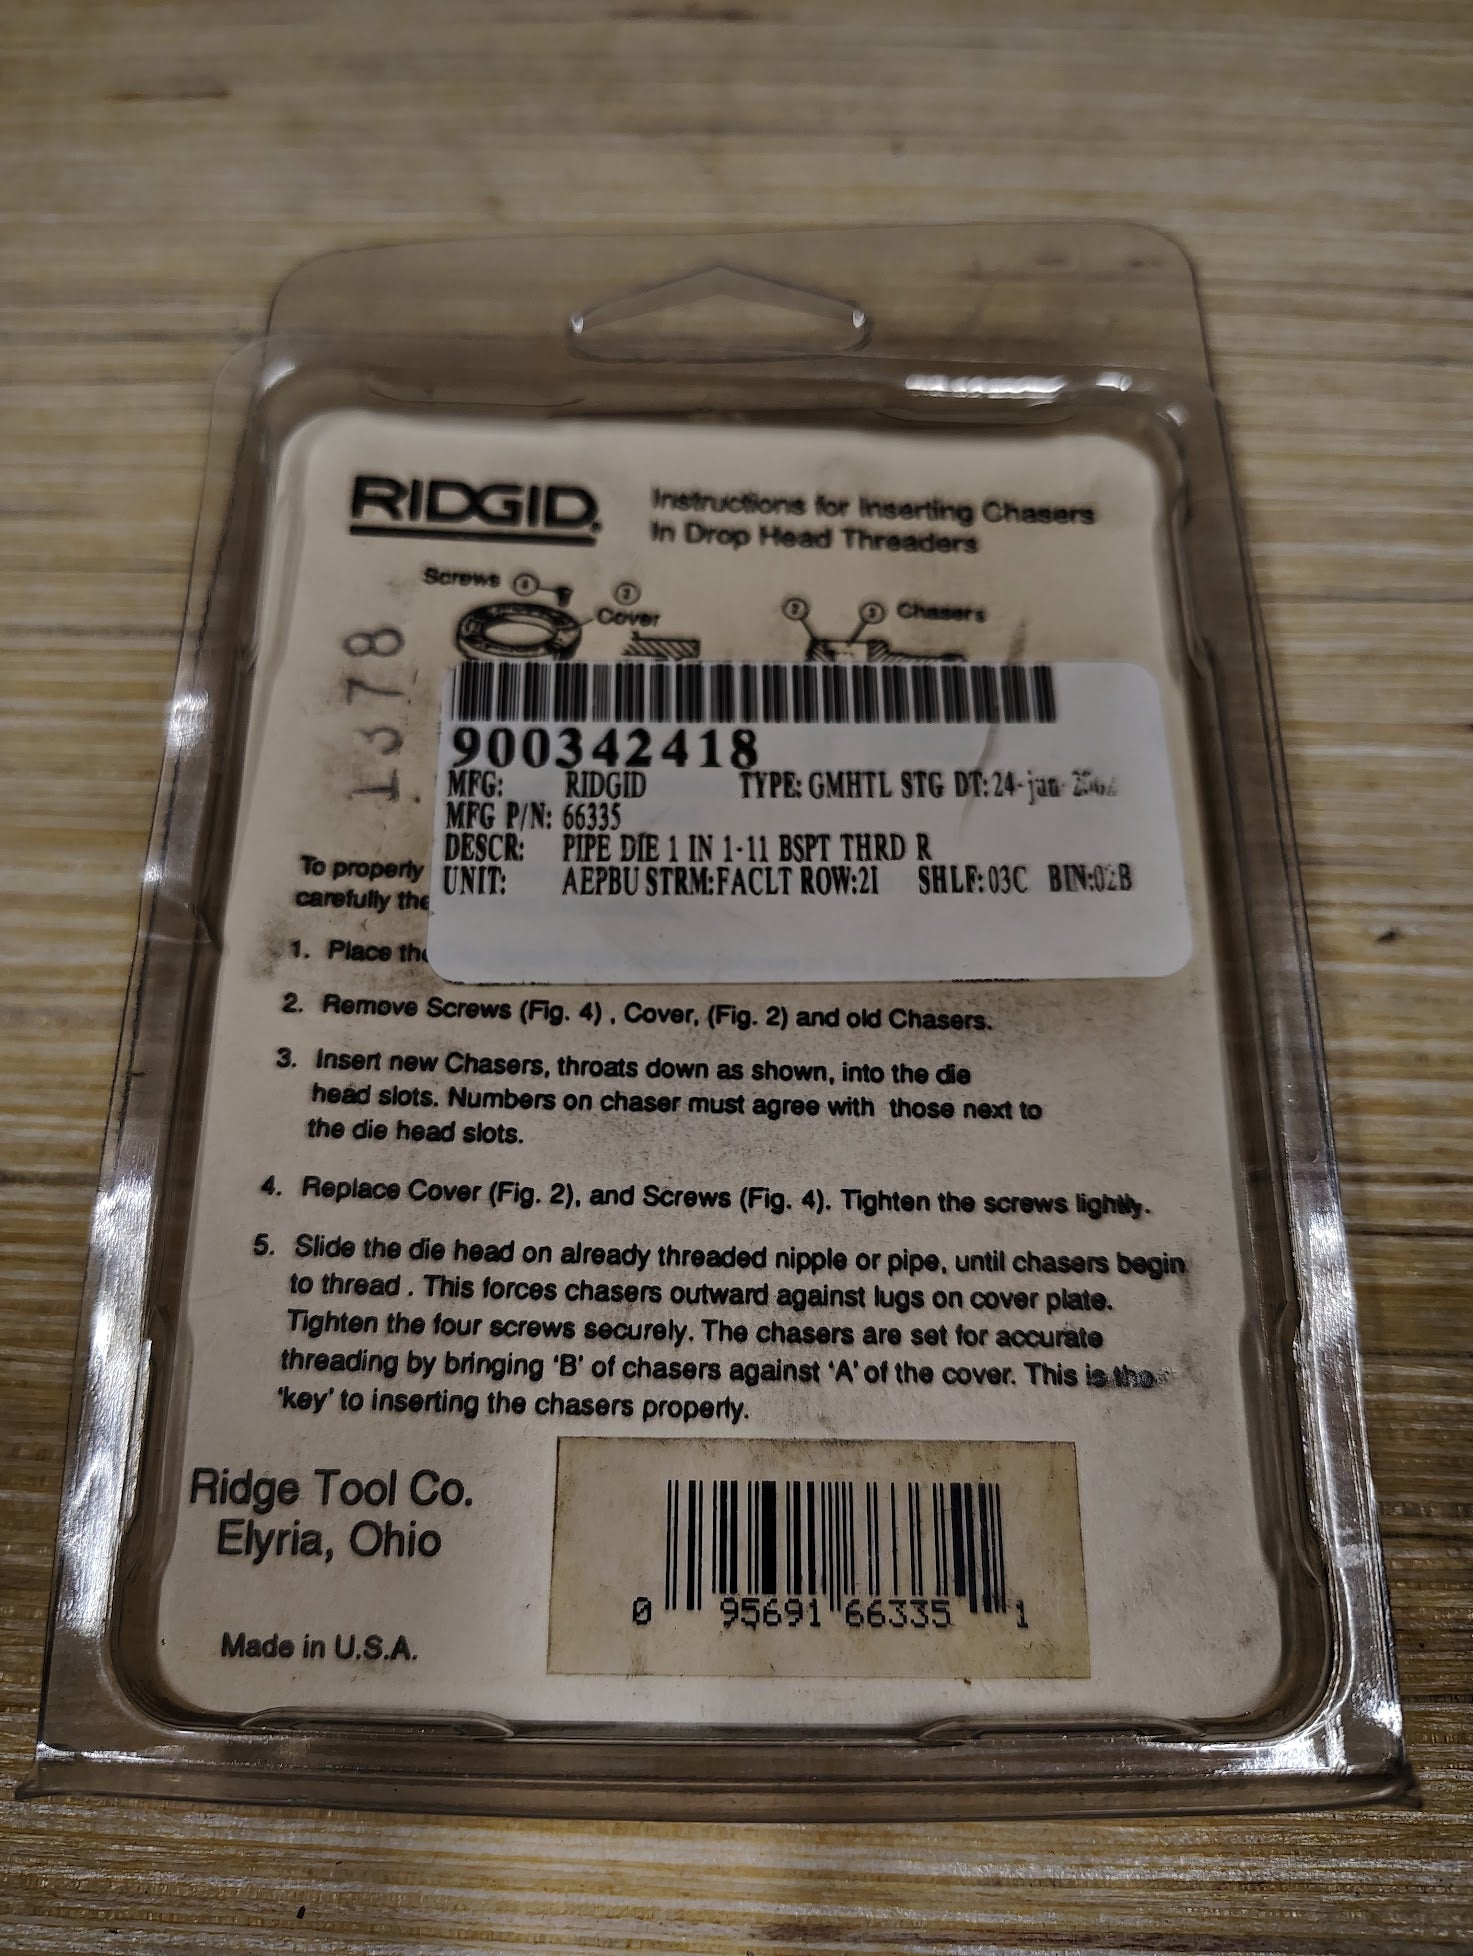 RIDGID
Instructions for Inserting Chasers
In Drop Head Threaders
Screws 4
2
Cover
2 3 Chasers
1378
900342418
MFG: RIDGID TYPE: GMHTL STG DT: 24-jan-
MFG P/N: 66335
DESCR: PIPE DIE 1 IN 1-11 BSPT THRD R
UNIT: AEPBU STRM:FACLT ROW:2I SHLF:03C BIN:02B
To properly
carefully the
1. Place the
2. Remove Screws (Fig. 4) , Cover, (Fig. 2) and old Chasers.
3. Insert new Chasers, throats down as shown, into the die
head slots. Numbers on chaser must agree with those next to
the die head slots.
4. Replace Cover (Fig. 2), and Screws (Fig. 4). Tighten the screws lightly.
5. Slide the die head on already threaded nipple or pipe, until chasers begin
to thread . This forces chasers outward against lugs on cover plate.
Tighten the four screws securely. The chasers are set for accurate
threading by bringing 'B' of chasers against 'A' of the cover. This is the
'key' to inserting the chasers properly.
Ridge Tool Co.
Elyria, Ohio
Made in U.S.A.
0 95691 66335 1